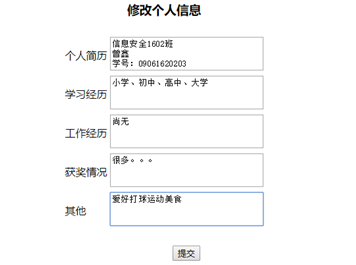 修改个人信息
个人简历
信息安全1602班
曾鑫
学号：09061620203
学习经历
小学、初中、高中、大学
工作经历
尚无
获奖情况
很多。。。
其他
爱好打球运动美食
提交